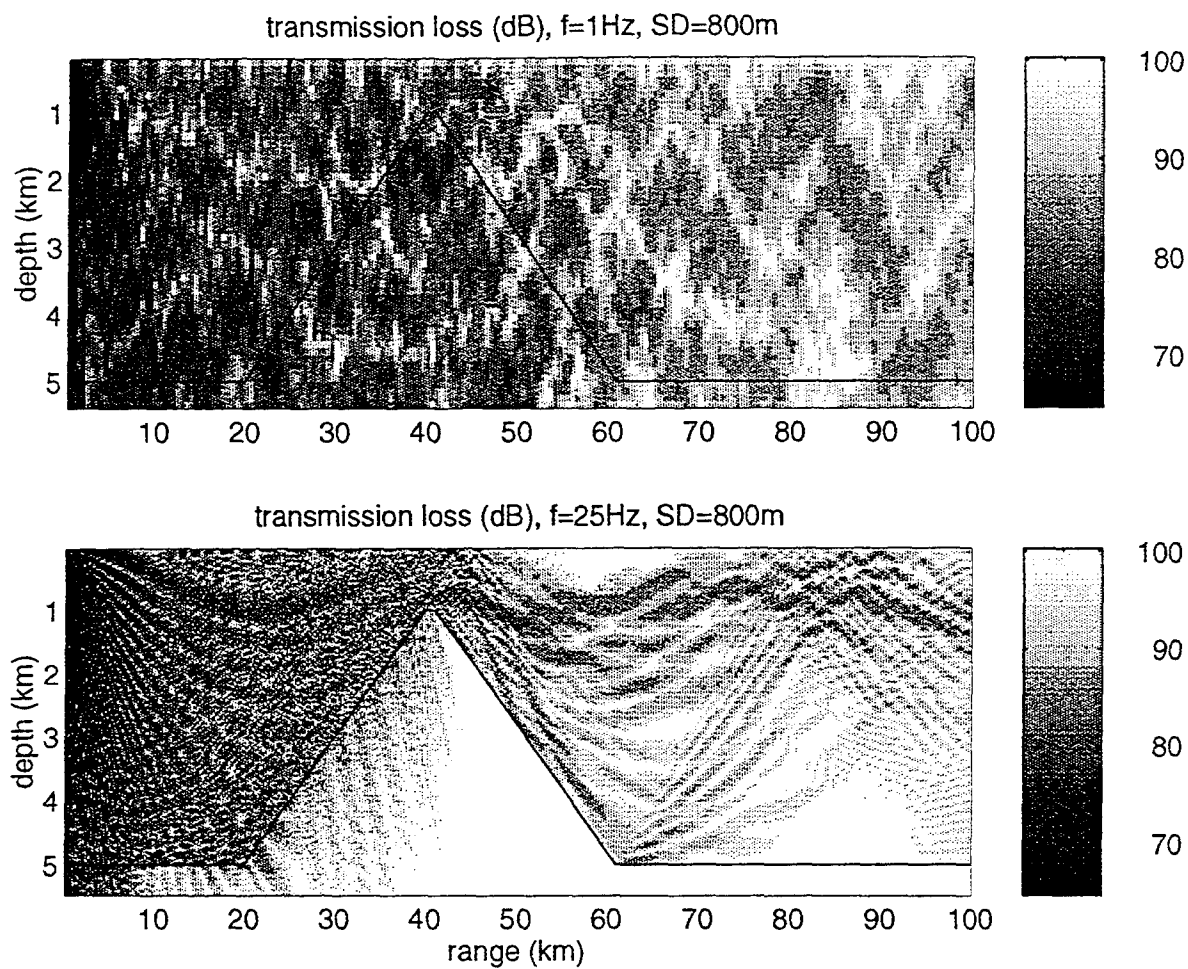 transmission loss (dB), f=1Hz, SD=800m
depth (km)
1
2
3
4
5
10 20 30 40 50 60 70 80 90 100
100
90
80
70
transmission loss (dB), f=25Hz, SD=800m
depth (km)
1
2
3
4
5
10 20 30 40 50 60 70 80 90 100
range (km)
100
90
80
70